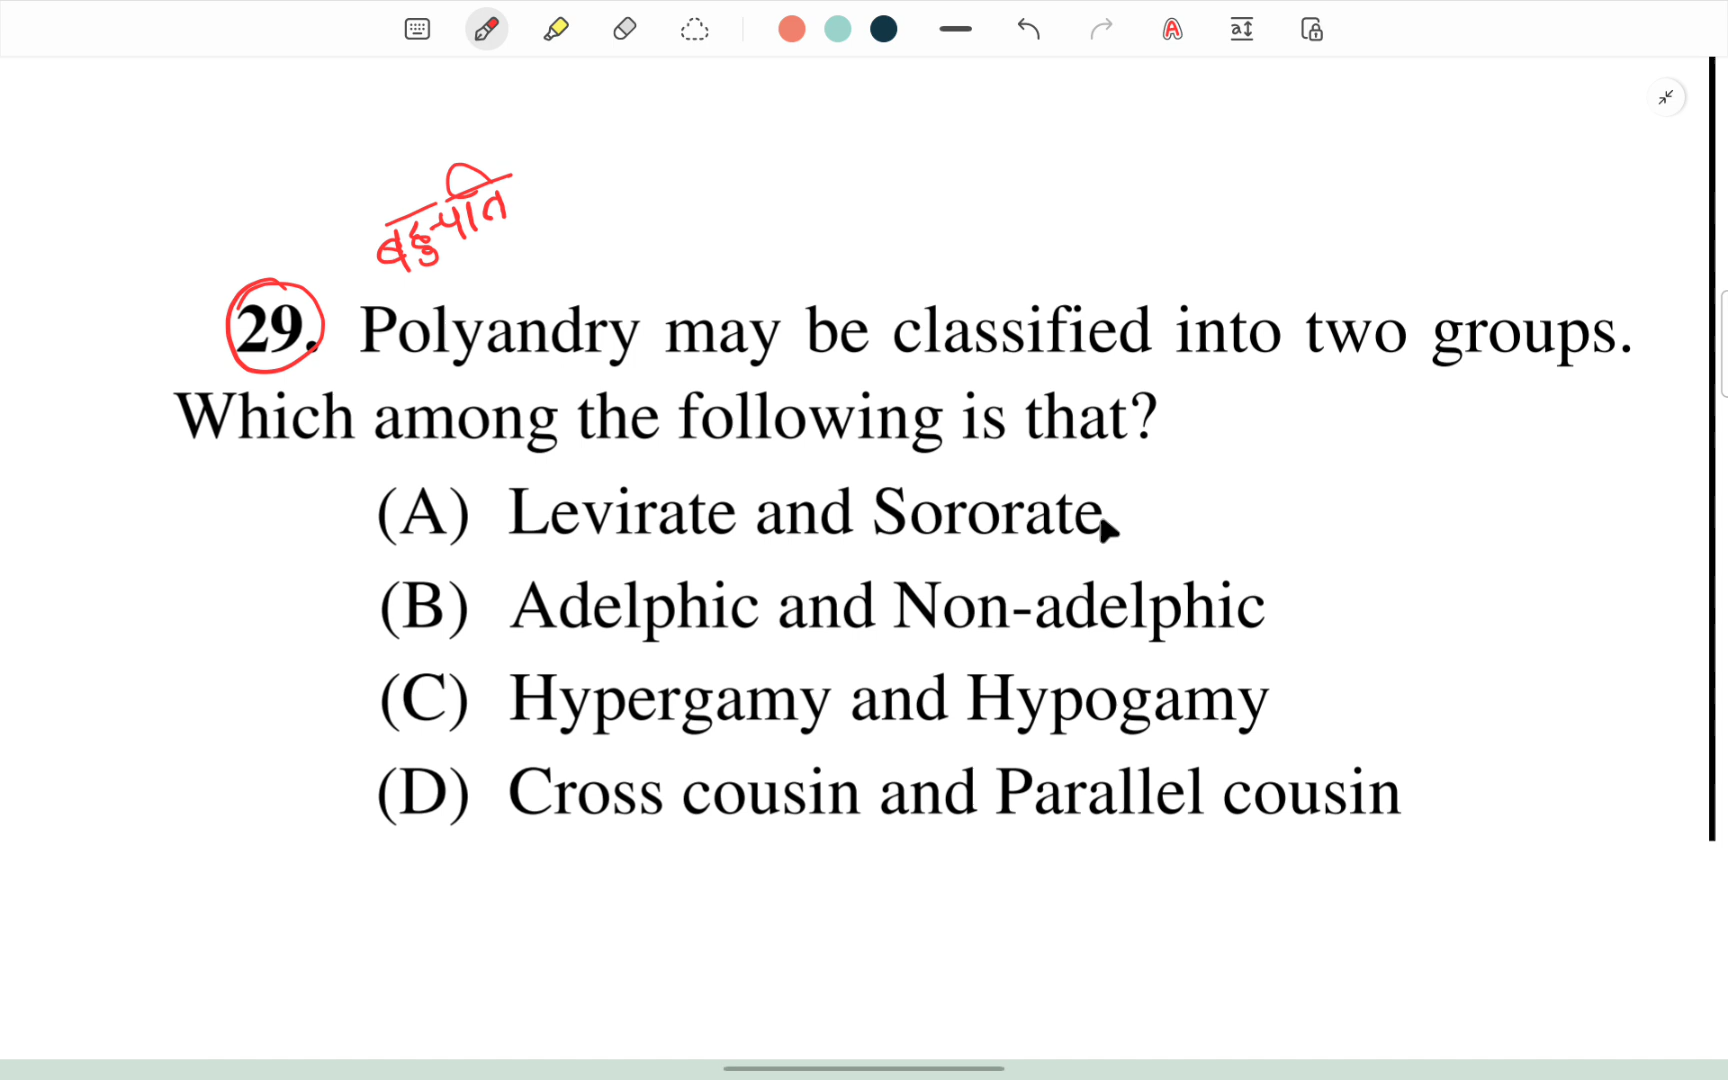 बहु-पति
29. Polyandry may be classified into two groups.
Which among the following is that?
(A) Levirate and Sororate
(B) Adelphic and Non-adelphic
(C) Hypergamy and Hypogamy
(D) Cross cousin and Parallel cousin